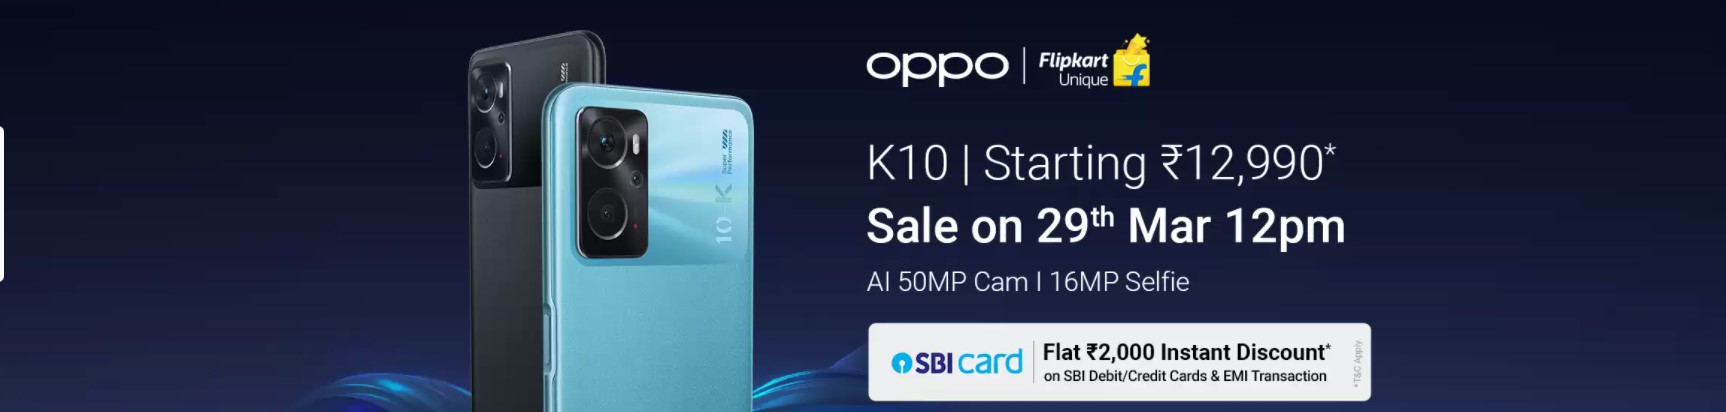 oppo
Flipkart
Unique
K10 | Starting ₹12,990*
Sale on 29th Mar 12pm
AI 50MP Cam I 16MP Selfie
SBI card
Flat ₹2,000 Instant Discount*
on SBI Debit/Credit Cards & EMI Transaction
*T&C Apply.
Super
Performance
10-K